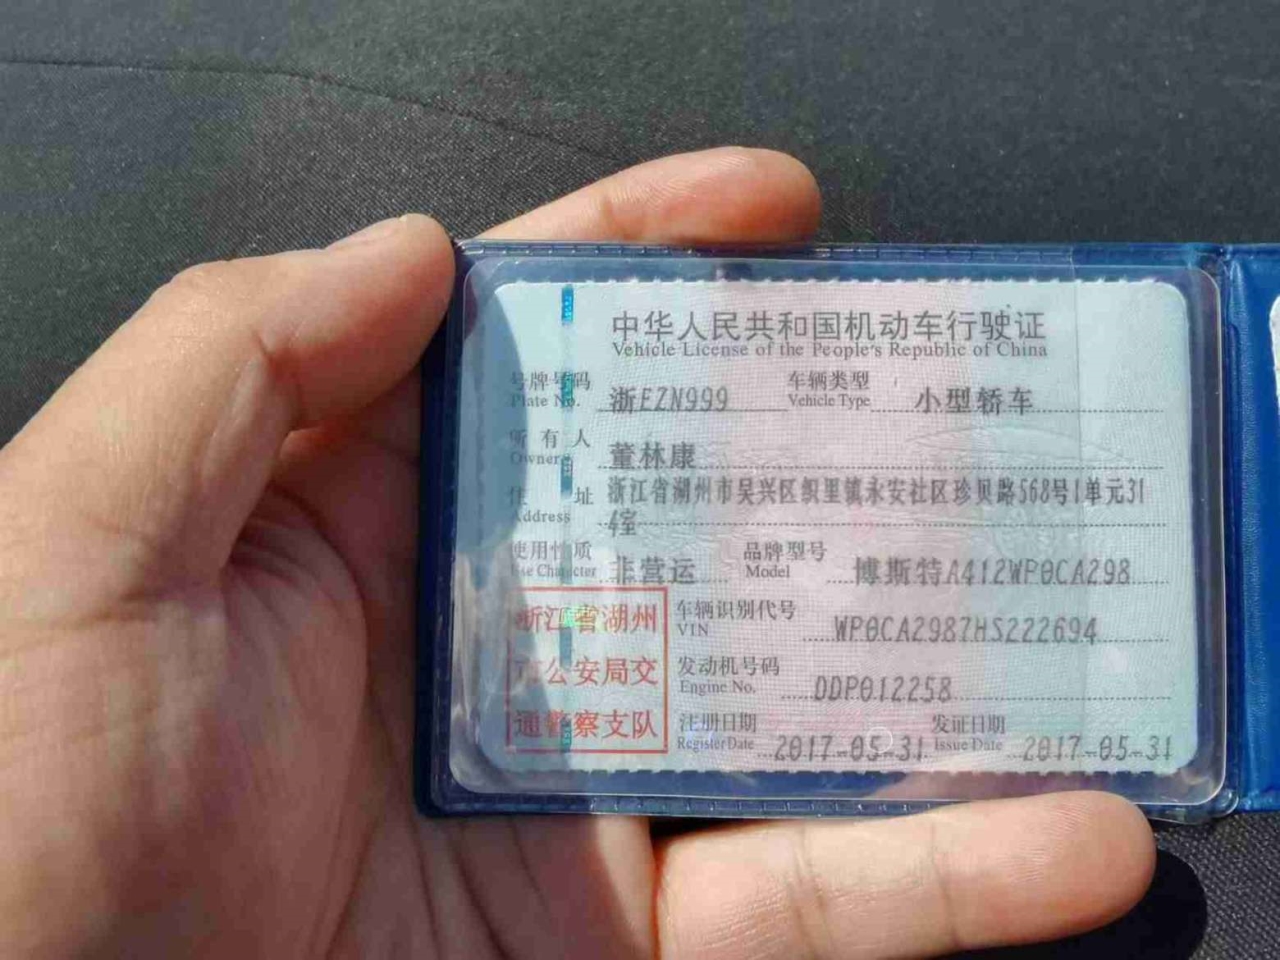 中华人民共和国机动车行驶证
Vehicle License of the People's Republic of China
号牌号码 浙EZN999 车辆类型 小型轿车
Plate No. Vehicle Type
所有人 董林康
Owner
住址 浙江省湖州市吴兴区织里镇永安社区珍贝路568号1单元31
Address 4室
使用性质 非营运 品牌型号 博斯特A412WP0CA298
Use Character Model
浙江省湖州 车辆识别代号 WP0CA2987HS222694
VIN
市公安局交 发动机号码 DDP012258
Engine No.
通警察支队 注册日期 2017-05-31 发证日期 2017-05-31
Register Date Issue Date